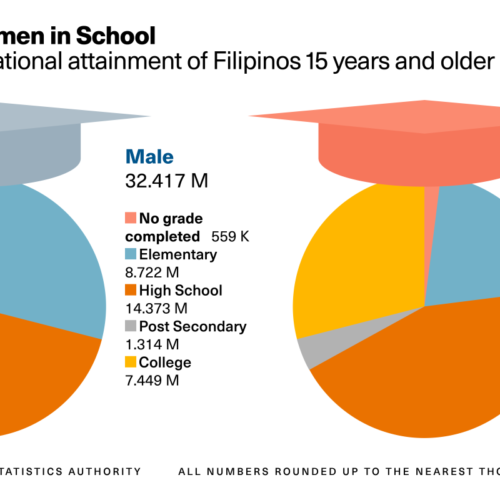 men in School
ational attainment of Filipinos 15 years and older
Male
32.417 M
No grade
completed 559 K
Elementary
8.722 M
High School
14.373 M
Post Secondary
1.314 M
College
7.449 M
TATISTICS AUTHORITY
ALL NUMBERS ROUNDED UP TO THE NEAREST THO